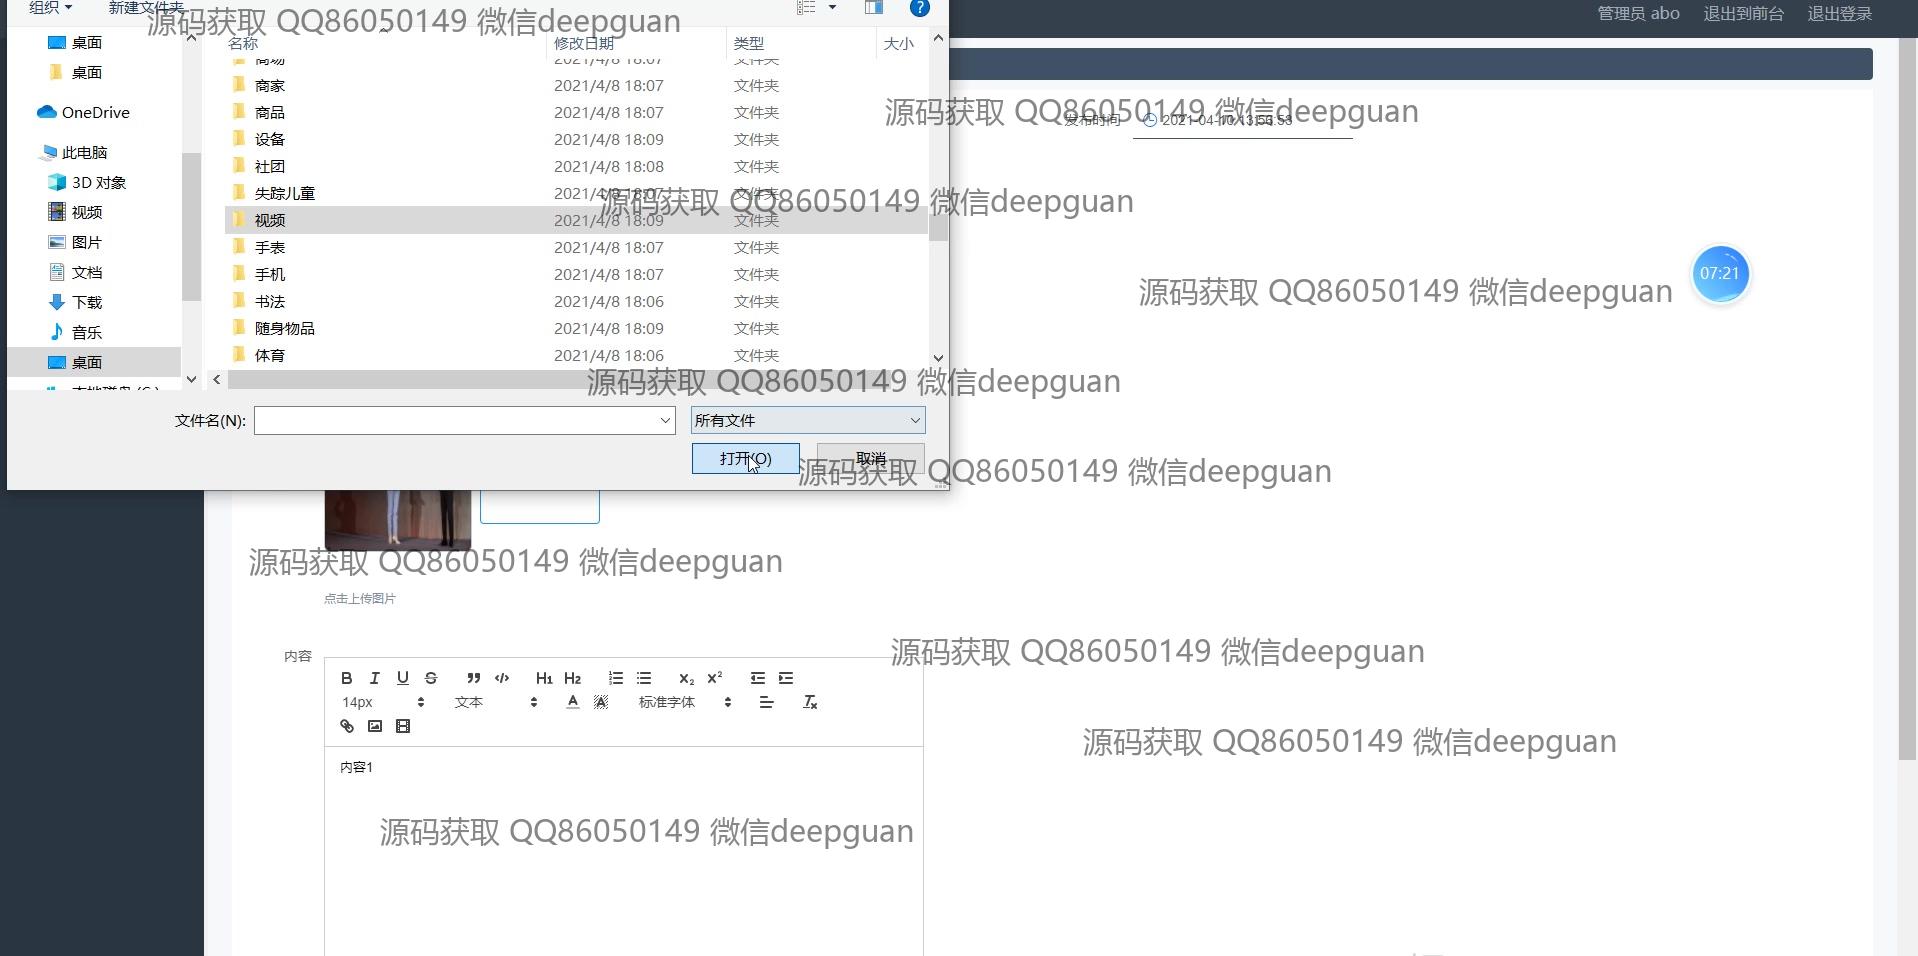 组织 新建文件夹
管理员 abo 退出到前台 退出登录
源码获取 QQ86050149 微信deepguan
名称 修改日期 类型 大小
桌面
桌面
OneDrive
此电脑
3D 对象
视频
图片
文档
下载
音乐
桌面
商场 2021/4/8 18:07 文件夹
商家 2021/4/8 18:07 文件夹
商品 2021/4/8 18:07 文件夹
设备 2021/4/8 18:09 文件夹
社团 2021/4/8 18:08 文件夹
失踪儿童 2021/4/8 18:07 文件夹
视频 2021/4/8 18:09 文件夹
手表 2021/4/8 18:07 文件夹
手机 2021/4/8 18:07 文件夹
书法 2021/4/8 18:06 文件夹
随身物品 2021/4/8 18:09 文件夹
体育 2021/4/8 18:06 文件夹
源码获取 QQ86050149 微信deepguan
发布时间 2021-04-10 13:56:53
源码获取 QQ86050149 微信deepguan
07:21
源码获取 QQ86050149 微信deepguan
源码获取 QQ86050149 微信deepguan
文件名(N): 所有文件
打开(O) 取消
源码获取 QQ86050149 微信deepguan
源码获取 QQ86050149 微信deepguan
点击上传图片
源码获取 QQ86050149 微信deepguan
内容
B I U S H1 H2 X2 X2
14px 文本 A A 标准字体 Tx
源码获取 QQ86050149 微信deepguan
内容1
源码获取 QQ86050149 微信deepguan